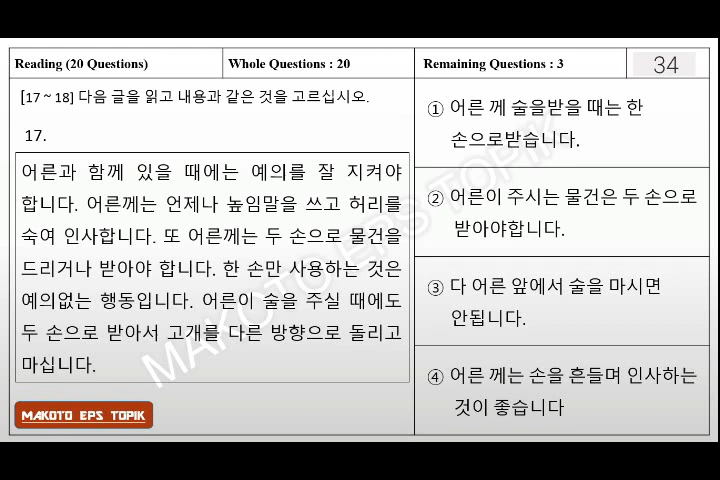 Reading (20 Questions)
Whole Questions : 20
Remaining Questions : 3
34
[17 ~ 18] 다음 글을 읽고 내용과 같은 것을 고르십시오.
17.
어른과 함께 있을 때에는 예의를 잘 지켜야
합니다. 어른께는 언제나 높임말을 쓰고 허리를
숙여 인사합니다. 또 어른께는 두 손으로 물건을
드리거나 받아야 합니다. 한 손만 사용하는 것은
예의없는 행동입니다. 어른이 술을 주실 때에도
두 손으로 받아서 고개를 다른 방향으로 돌리고
마십니다.
① 어른 께 술을받을 때는 한
손으로받습니다.
② 어른이 주시는 물건은 두 손으로
받아야합니다.
③ 다 어른 앞에서 술을 마시면
안됩니다.
④ 어른 께는 손을 흔들며 인사하는
것이 좋습니다
MAKOTO EPS TOPIK
MAKOTO EPS TOPIK